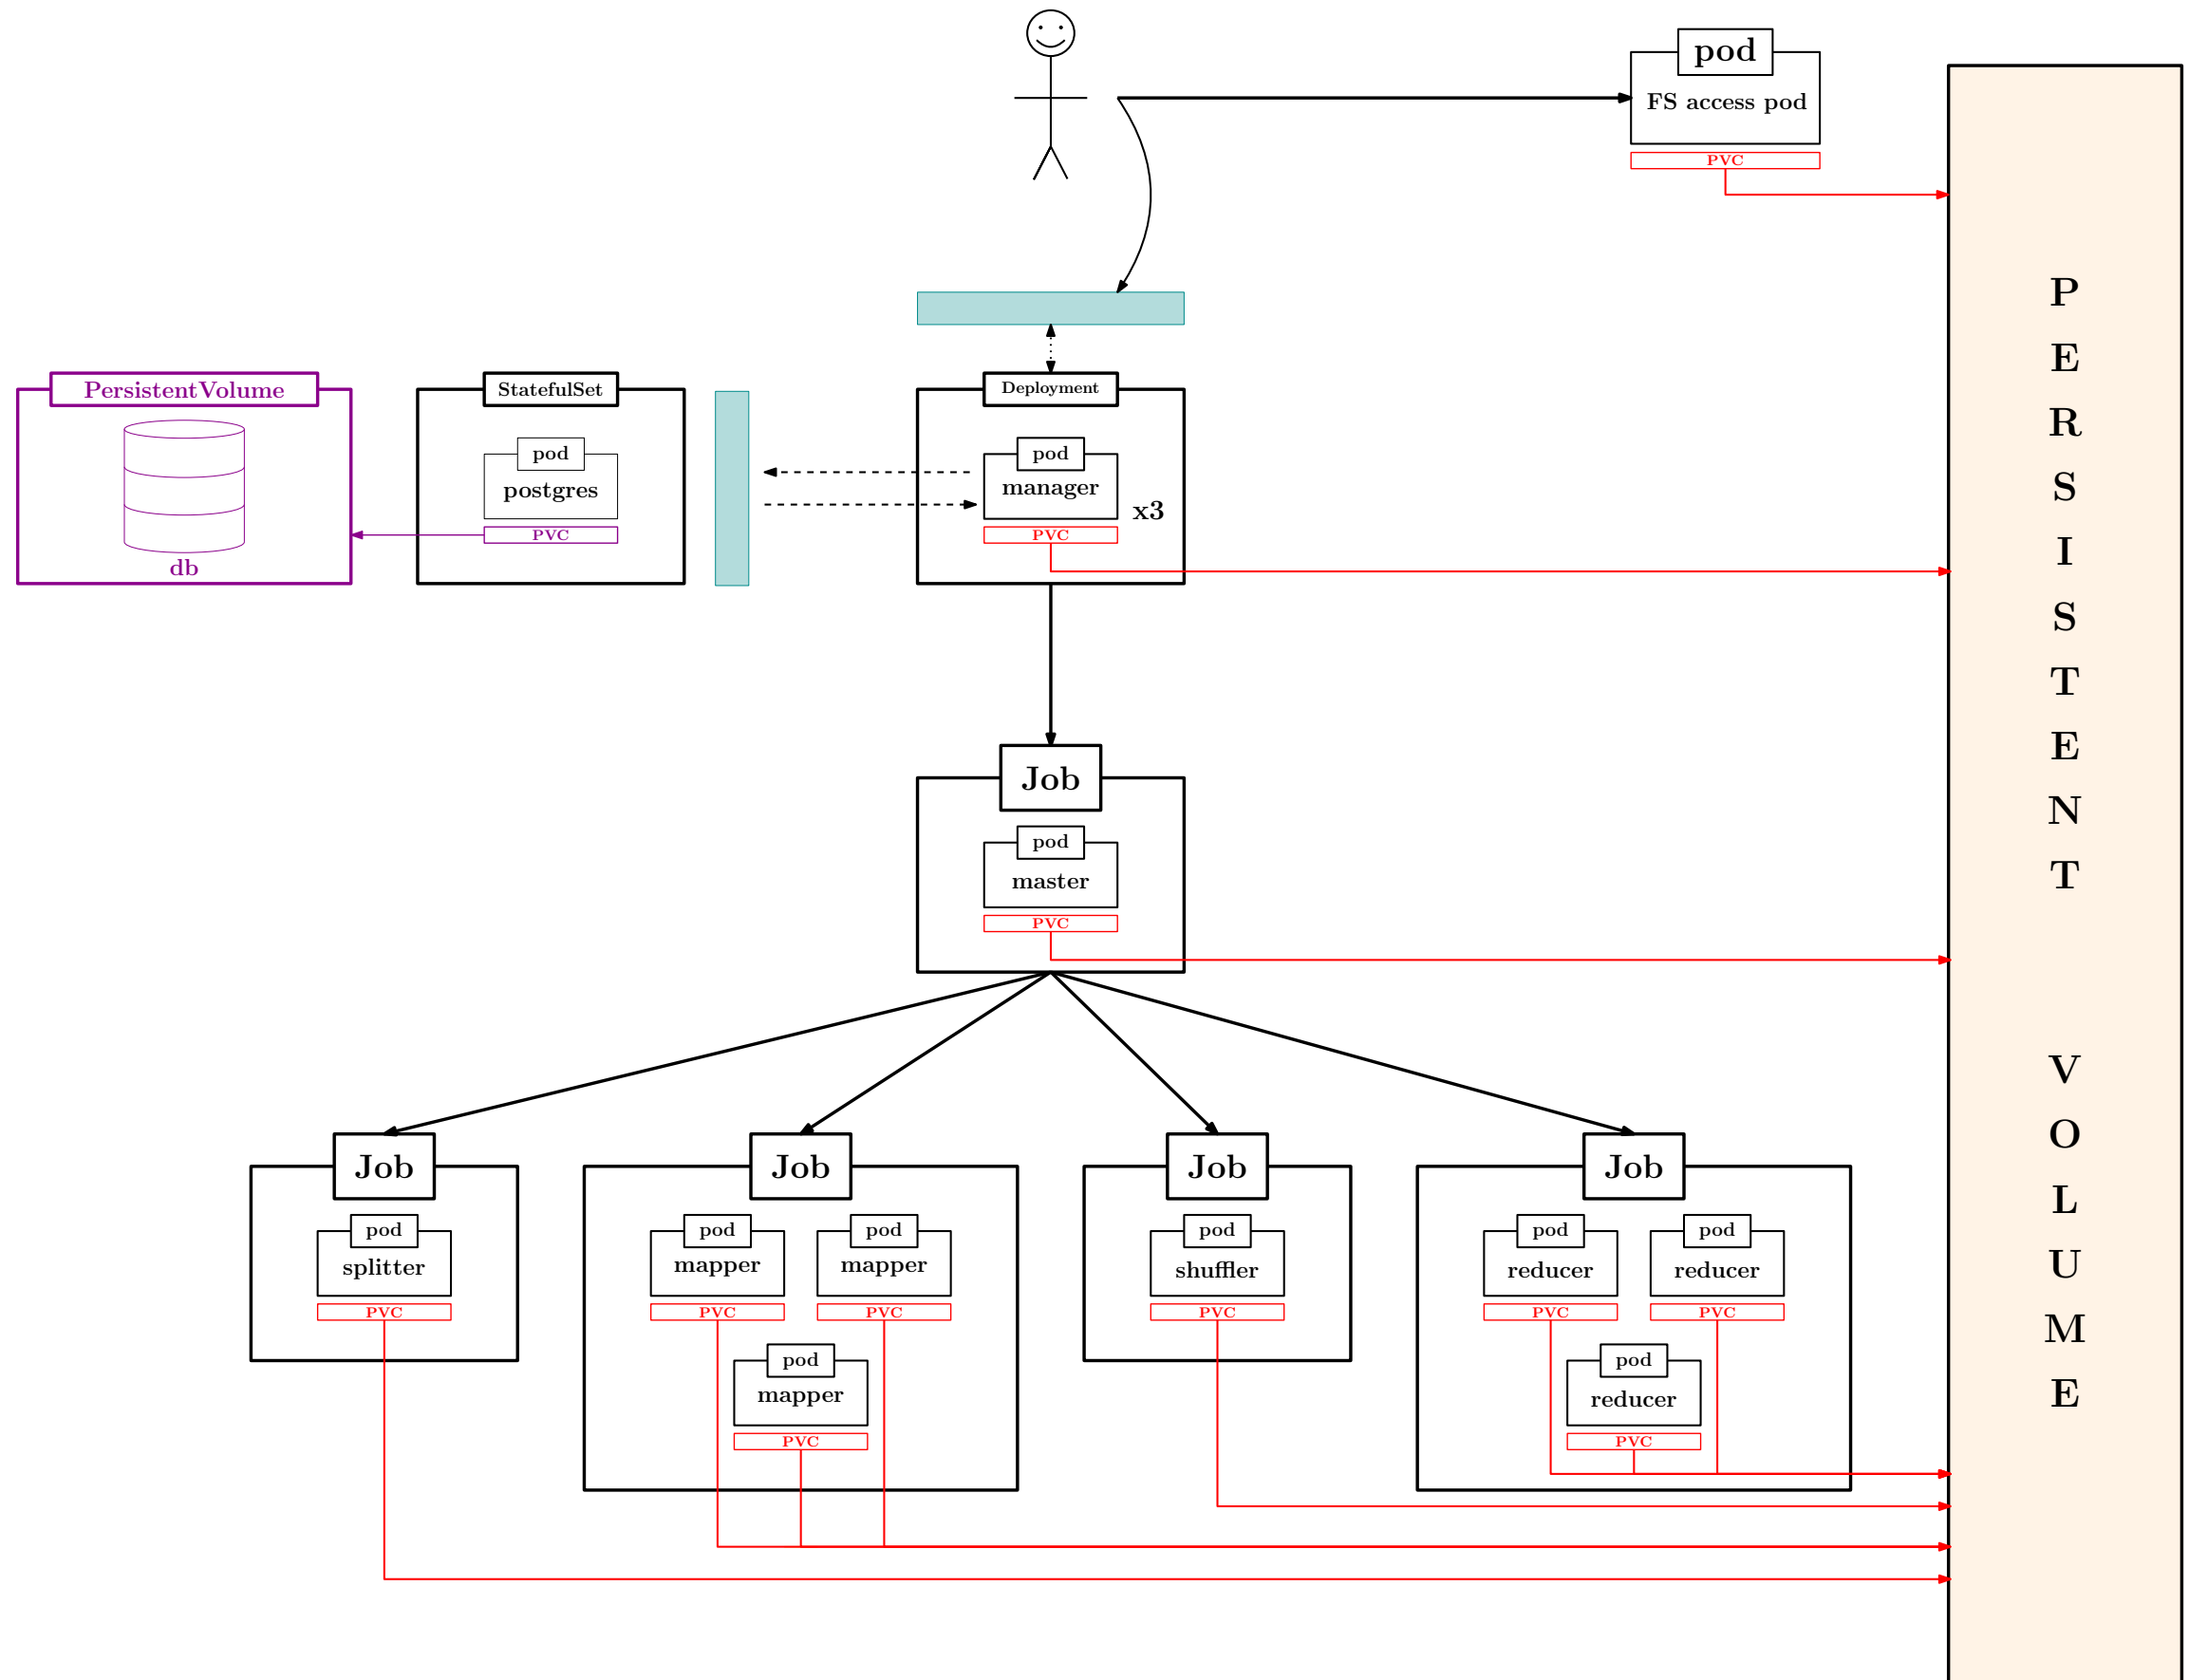 pod
FS access pod
PVC
PersistentVolume
db
StatefulSet
pod
postgres
PVC
Deployment
pod
manager
x3
PVC
Job
pod
master
PVC
Job
pod
splitter
PVC
Job
pod
mapper
PVC
pod
mapper
PVC
pod
mapper
PVC
Job
pod
shuffler
PVC
Job
pod
reducer
PVC
pod
reducer
PVC
pod
reducer
PVC
P
E
R
S
I
S
T
E
N
T
V
O
L
U
M
E